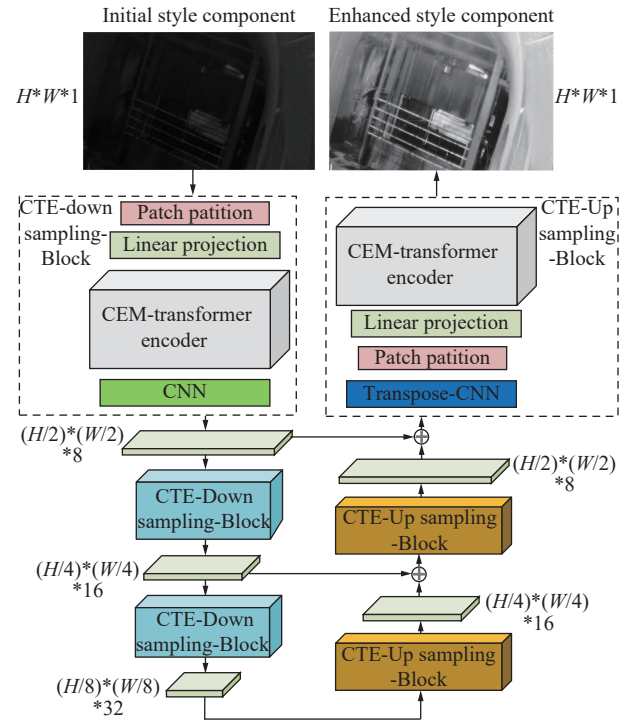 Initial style component
Enhanced style component
H*W*1
H*W*1
CTE-down
sampling-
Block
Patch patition
Linear projection
CEM-transformer
encoder
CNN
CTE-Up
sampling
-Block
CEM-transformer
encoder
Linear projection
Patch patition
Transpose-CNN
(H/2)*(W/2)
*8
(H/2)*(W/2)
*8
CTE-Down
sampling-Block
CTE-Up sampling
-Block
(H/4)*(W/4)
*16
(H/4)*(W/4)
*16
CTE-Down
sampling-Block
CTE-Up sampling
-Block
(H/8)*(W/8)
*32